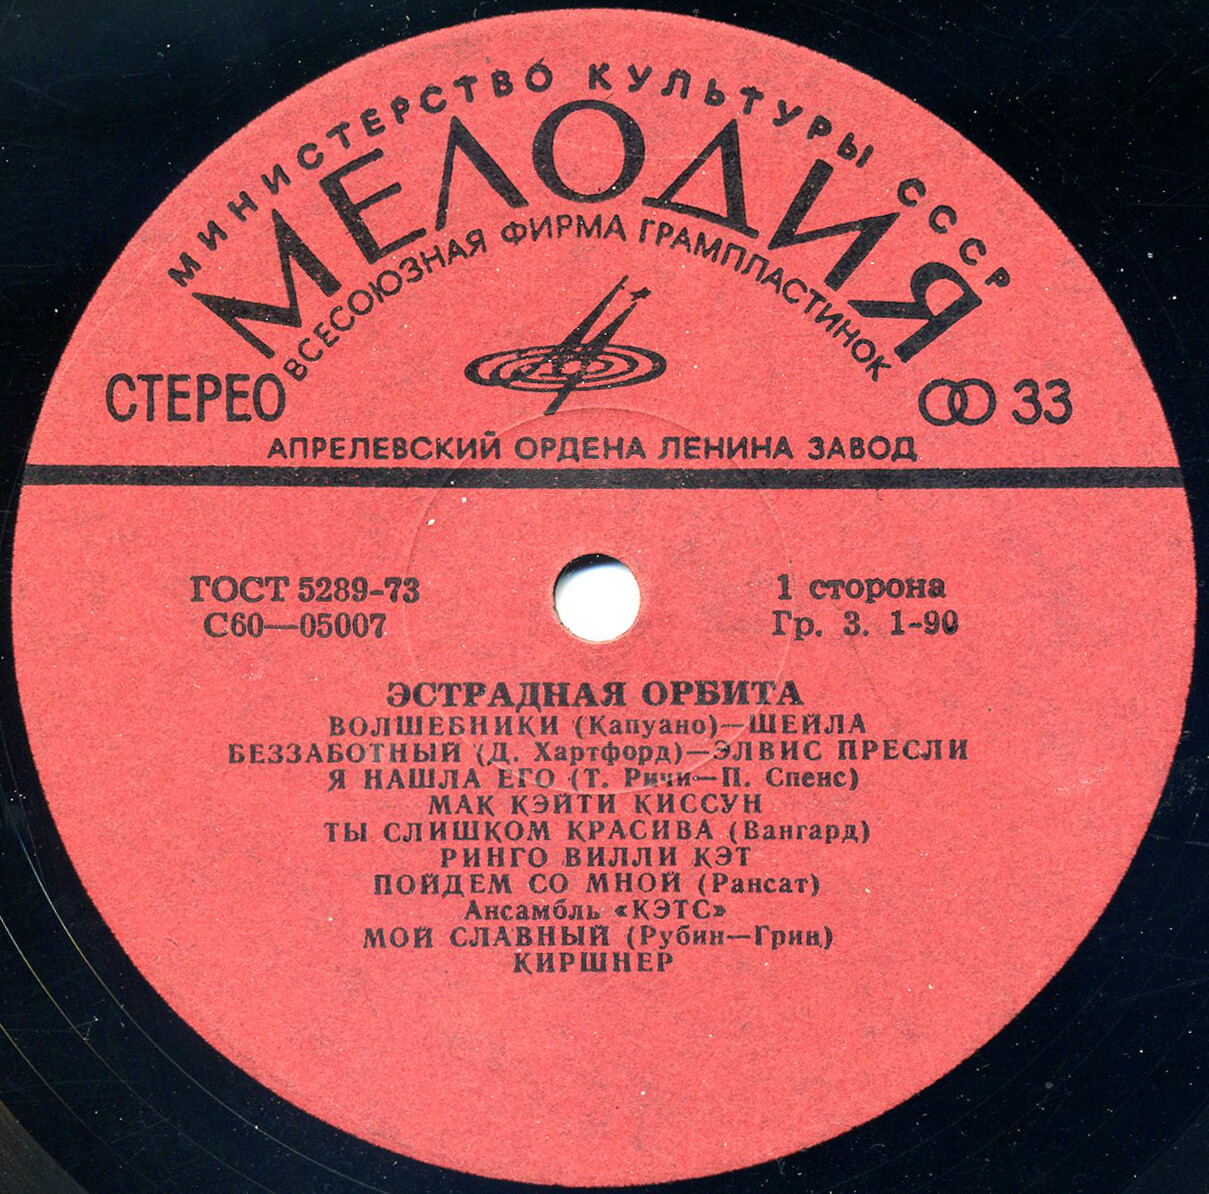 МИНИСТЕРСТВО КУЛЬТУРЫ СССР
МЕЛОДИЯ
ВСЕСОЮЗНАЯ ФИРМА ГРАМПЛАСТИНОК
СТЕРЕО 33
АПРЕЛЕВСКИЙ ОРДЕНА ЛЕНИНА ЗАВОД
ГОСТ 5289-73 1 сторона
С60—05007 Гр. 3. 1-90
ЭСТРАДНАЯ ОРБИТА
ВОЛШЕБНИКИ (Капуано)—ШЕЙЛА
БЕЗЗАБОТНЫЙ (Д. Хартфорд)—ЭЛВИС ПРЕСЛИ
Я НАШЛА ЕГО (Т. Ричи—П. Спенс)
МАК КЭЙТИ КИССУН
ТЫ СЛИШКОМ КРАСИВА (Вангард)
РИНГО ВИЛЛИ КЭТ
ПОЙДЕМ СО МНОЙ (Рансат)
Ансамбль «КЭТС»
МОЙ СЛАВНЫЙ (Рубин—Грин)
КИРШНЕР